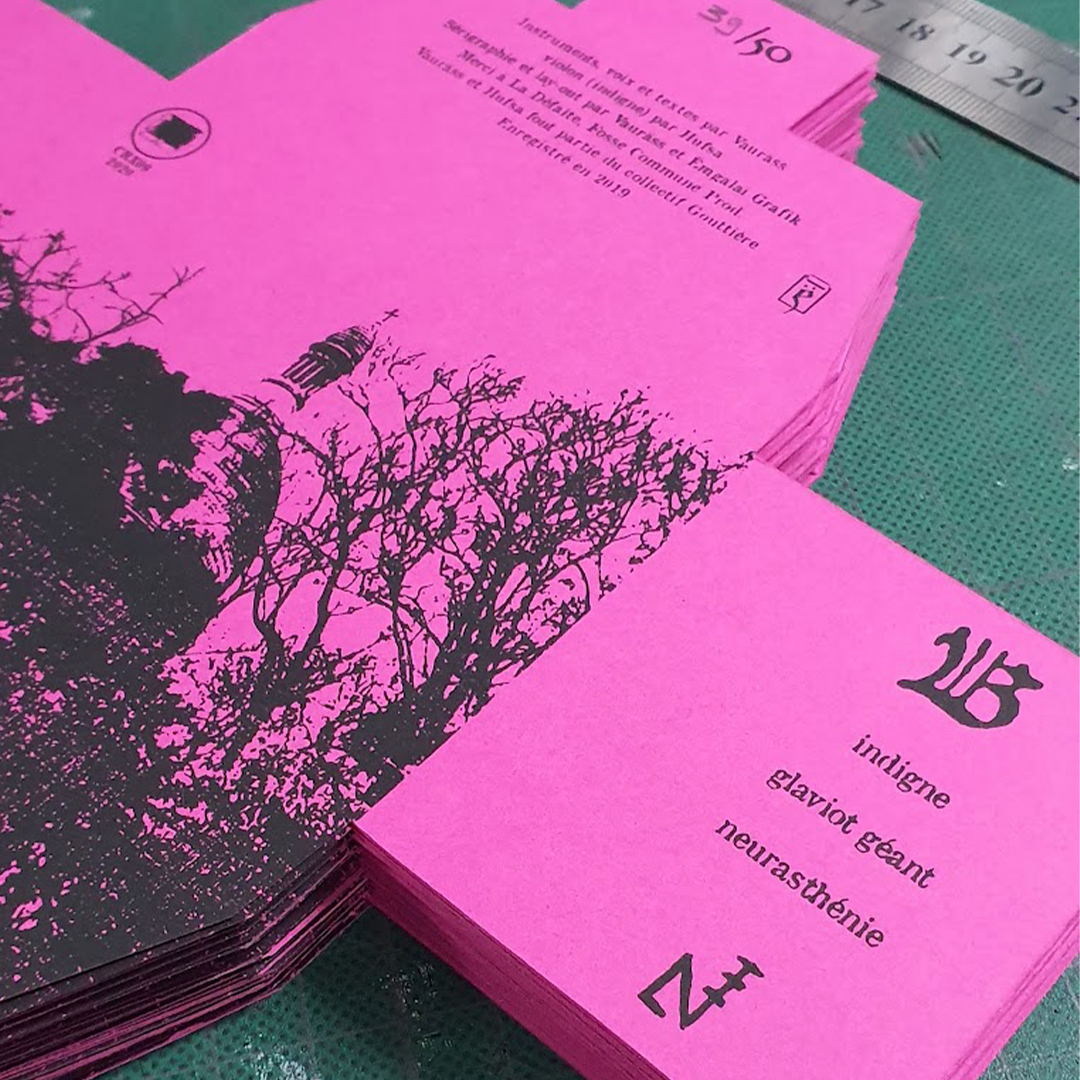 39/50
Instruments, voix et textes par Vaurass
violon (indigne) par Hufsa
Sérigraphie et lay-out par Vaurass et Emgalaï Grafik
Merci à La Défaite, Fosse Commune Prod.
Vaurass et Hufsa font partie du collectif Gouttière
Enregistré en 2019
17 18 19 20
indigne
glaviot géant
neurasthénie